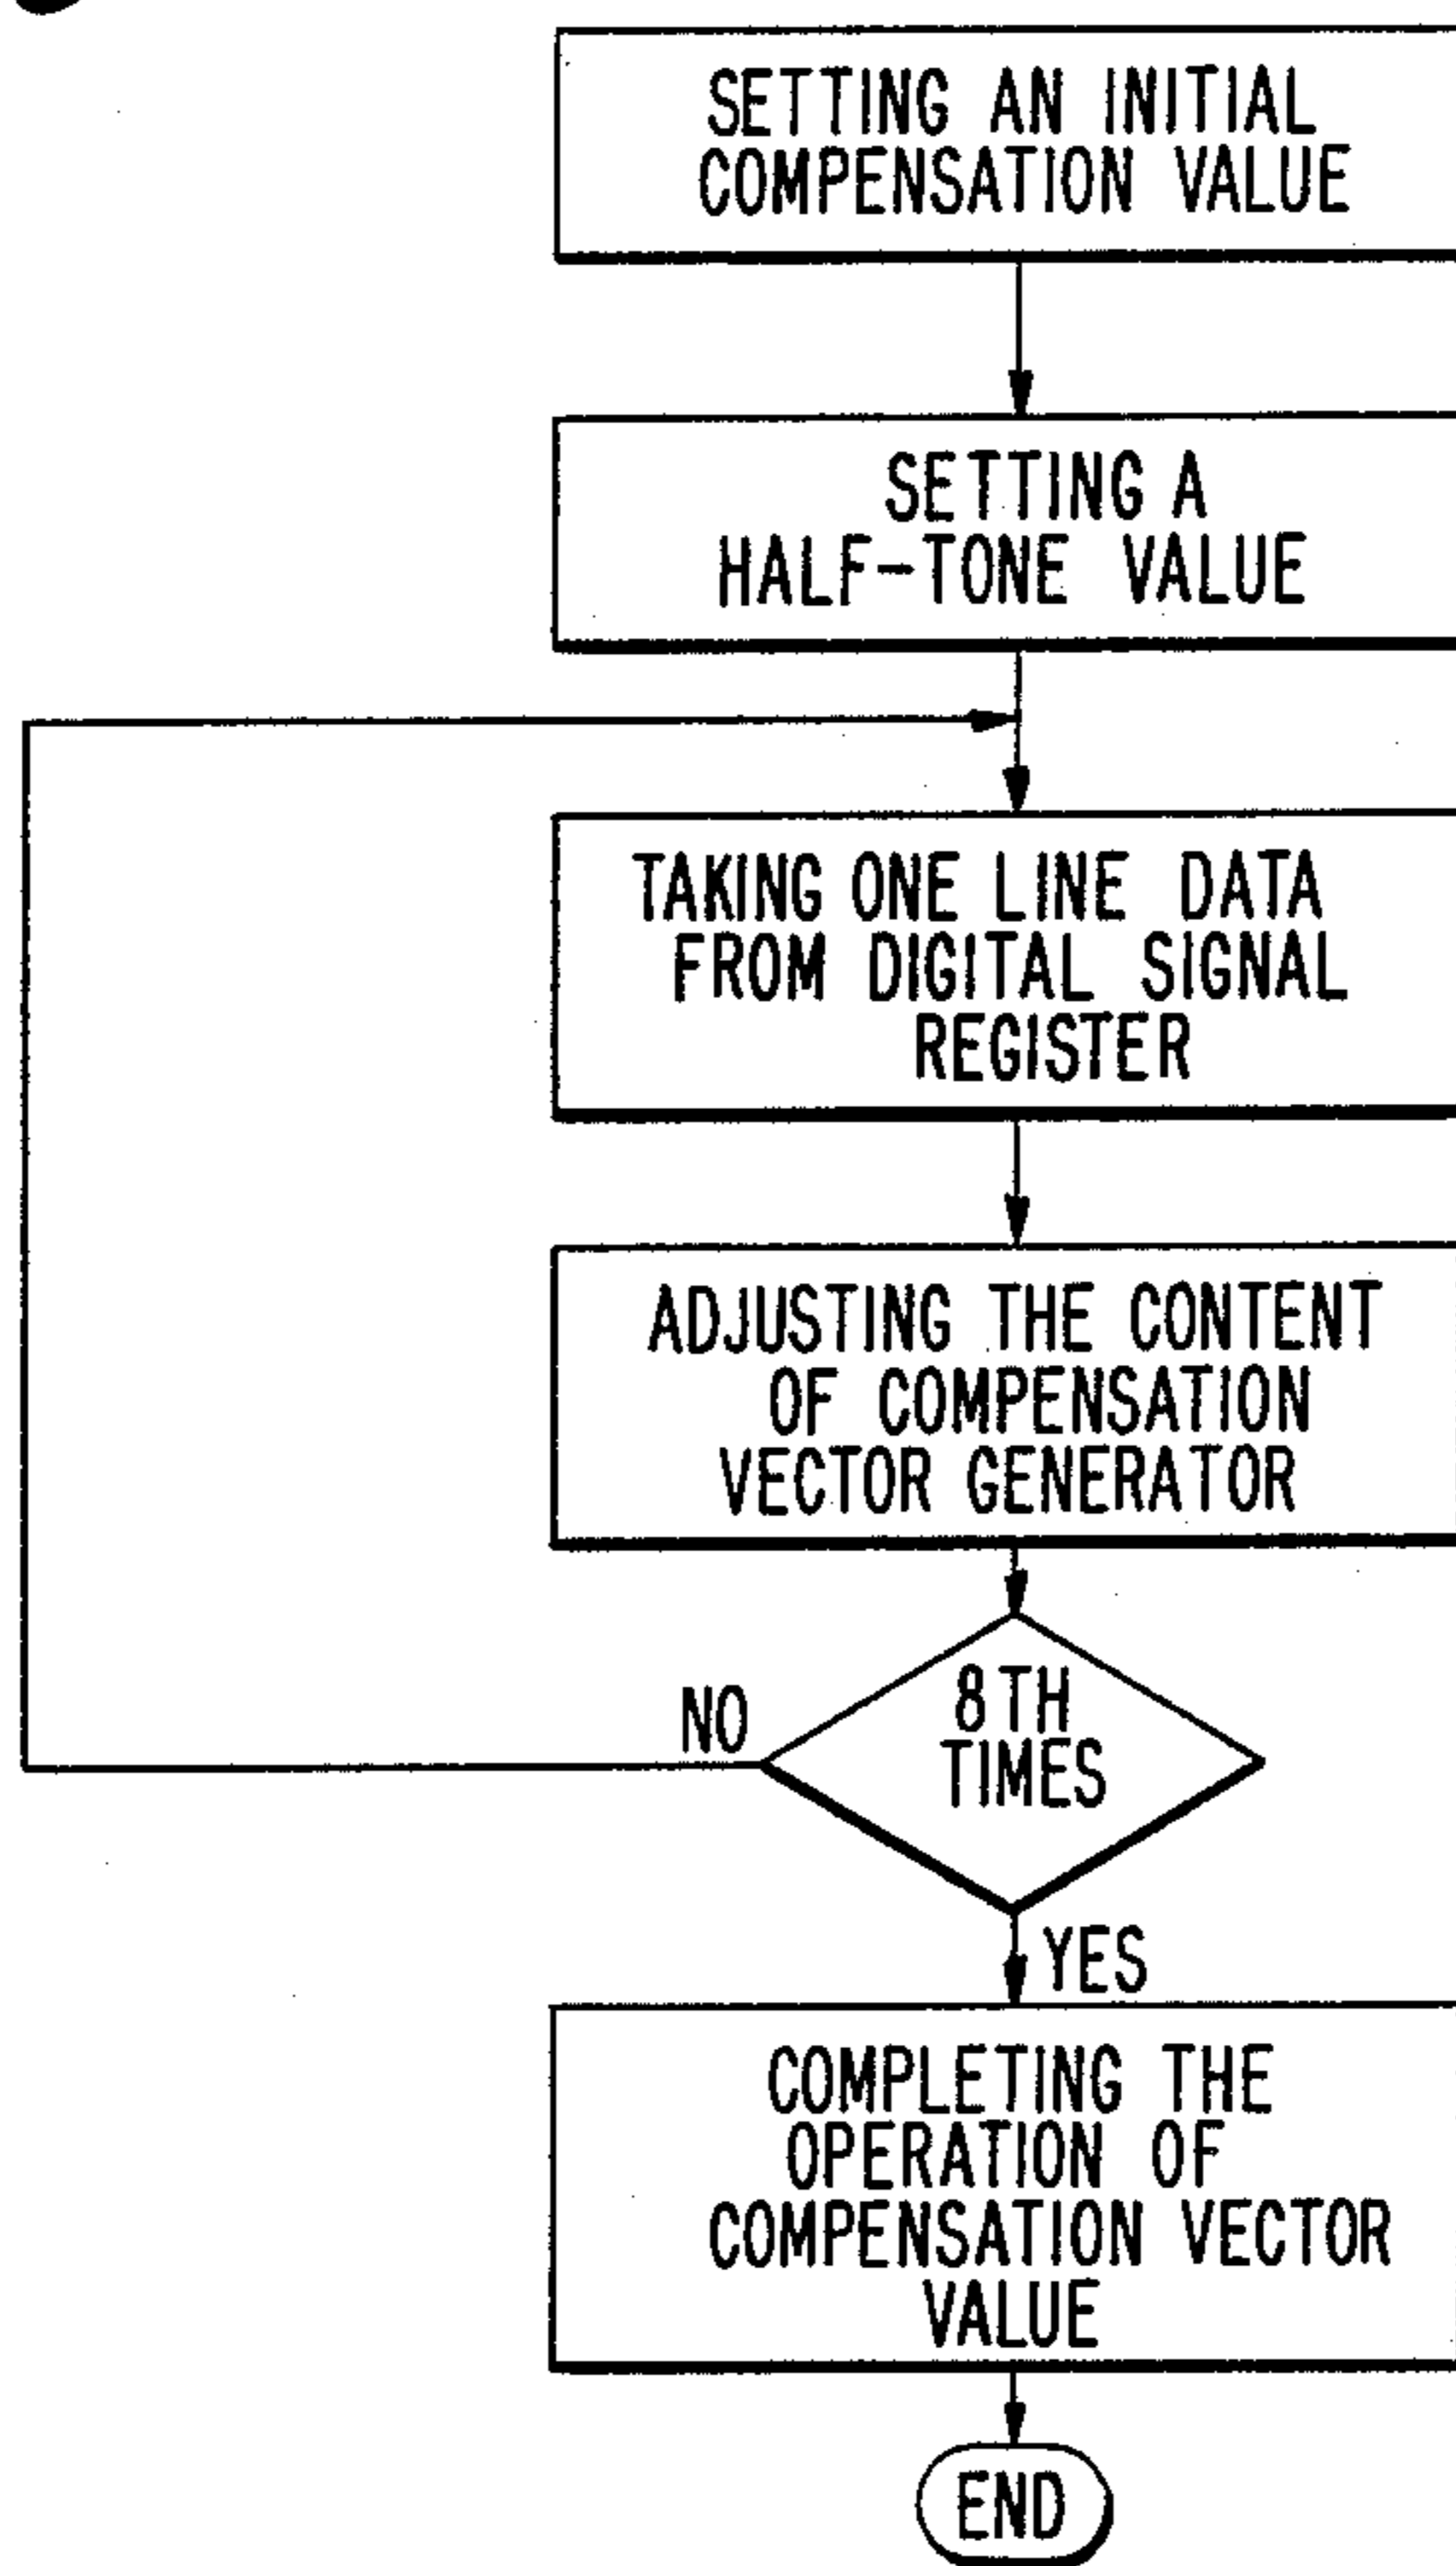 SETTING AN INITIAL
COMPENSATION VALUE
SETTING A
HALF-TONE VALUE
TAKING ONE LINE DATA
FROM DIGITAL SIGNAL
REGISTER
ADJUSTING THE CONTENT
OF COMPENSATION
VECTOR GENERATOR
8TH
TIMES
NO
YES
COMPLETING THE
OPERATION OF
COMPENSATION VECTOR
VALUE
END